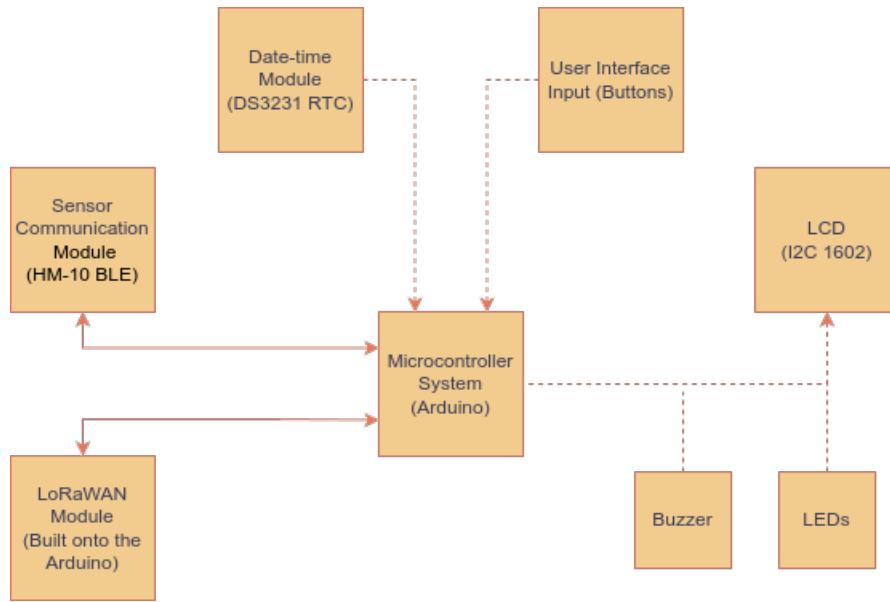 Date-time
Module
(DS3231 RTC)
User Interface
Input (Buttons)
Sensor
Communication
Module
(HM-10 BLE)
LCD
(I2C 1602)
Microcontroller
System
(Arduino)
LoRaWAN
Module
(Built onto the
Arduino)
Buzzer
LEDs